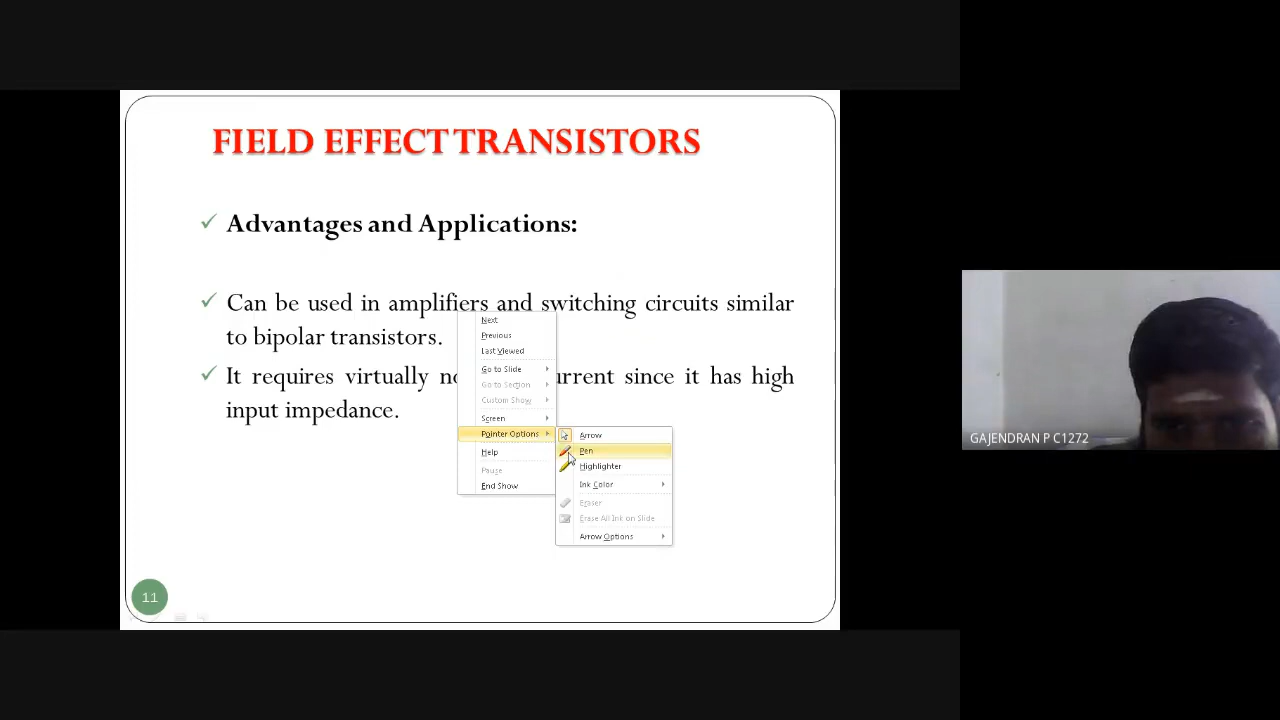 FIELD EFFECT TRANSISTORS
Advantages and Applications:
Can be used in amplifiers and switching circuits similar
to bipolar transistors.
It requires virtually
current since it has high
input impedance.
Next
Previous
Last Viewed
Go to Slide
Go to Section
Custom Show
Screen
Pointer Options
Help
Pause
End Show
Arrow
Pen
Highlighter
Ink Color
Eraser
Erase All Ink on Slide
Arrow Options
11
GAJENDRAN P C1272